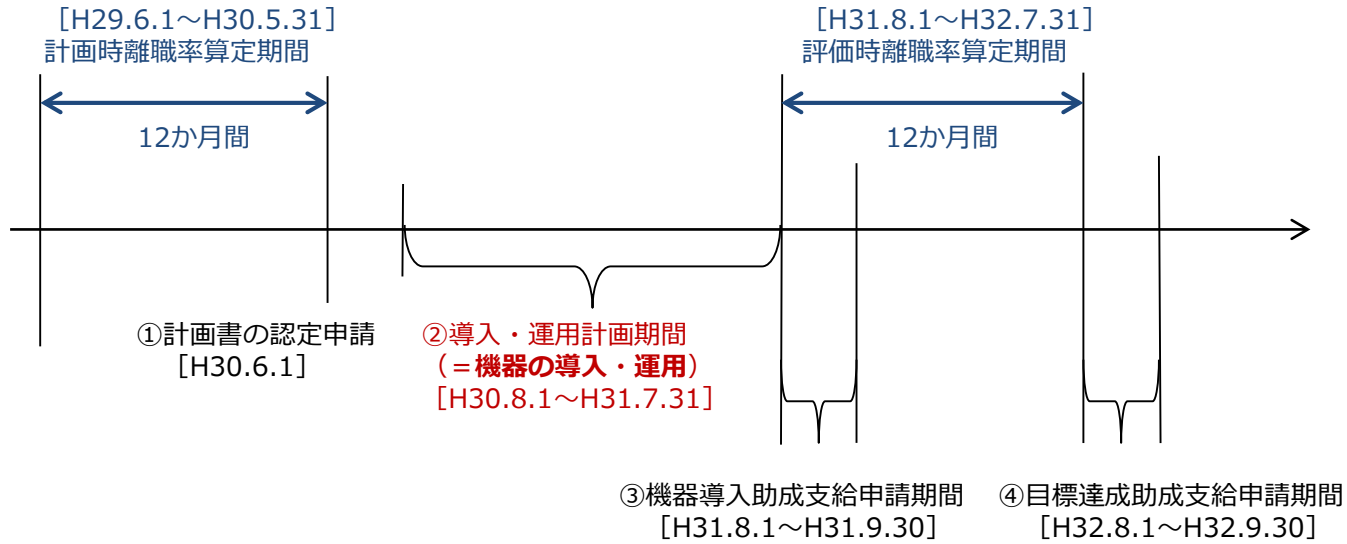 ［H29.6.1～H30.5.31］
計画時離職率算定期間
12か月間
［H31.8.1～H32.7.31］
評価時離職率算定期間
12か月間
①計画書の認定申請
［H30.6.1］
②導入・運用計画期間
（＝機器の導入・運用）
［H30.8.1～H31.7.31］
③機器導入助成支給申請期間
［H31.8.1～H31.9.30］
④目標達成助成支給申請期間
［H32.8.1～H32.9.30］